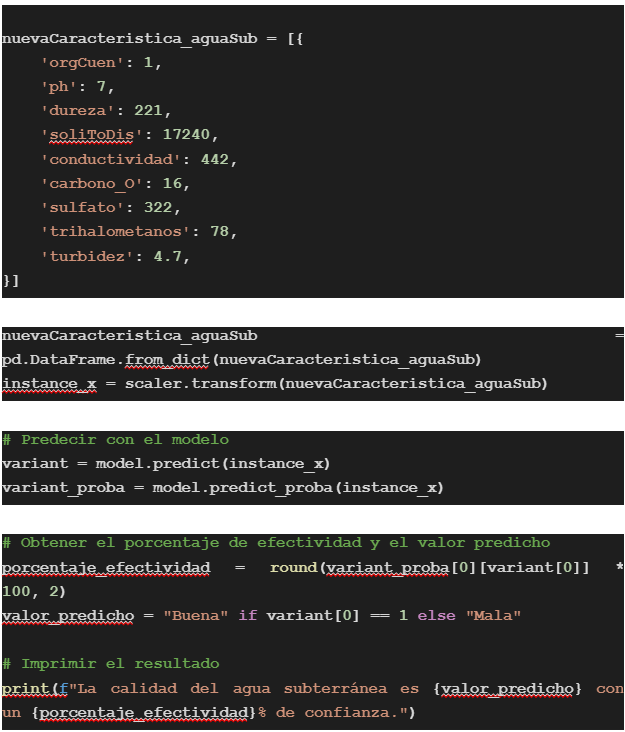 nuevaCaracteristica_aguaSub = [{
    'orgCuen': 1,
    'ph': 7,
    'dureza': 221,
    'soliToDis': 17240,
    'conductividad': 442,
    'carbono_O': 16,
    'sulfato': 322,
    'trihalometanos': 78,
    'turbidez': 4.7,
}]
nuevaCaracteristica_aguaSub =
pd.DataFrame.from_dict(nuevaCaracteristica_aguaSub)
instance_x = scaler.transform(nuevaCaracteristica_aguaSub)
# Predecir con el modelo
variant = model.predict(instance_x)
variant_proba = model.predict_proba(instance_x)
# Obtener el porcentaje de efectividad y el valor predicho
porcentaje_efectividad = round(variant_proba[0][variant[0]] *
100, 2)
valor_predicho = "Buena" if variant[0] == 1 else "Mala"
# Imprimir el resultado
print(f"La calidad del agua subterránea es {valor_predicho} con
un {porcentaje_efectividad}% de confianza.")